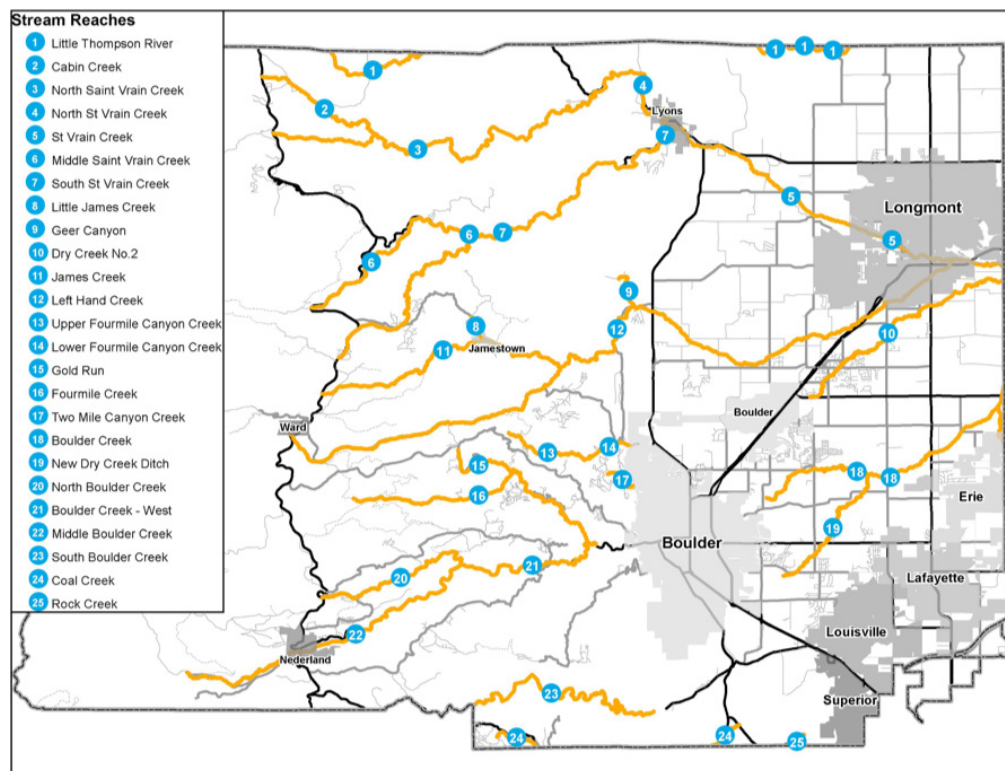 Stream Reaches
1 Little Thompson River
2 Cabin Creek
3 North Saint Vrain Creek
4 North St Vrain Creek
5 St Vrain Creek
6 Middle Saint Vrain Creek
7 South St Vrain Creek
8 Little James Creek
9 Geer Canyon
10 Dry Creek No.2
11 James Creek
12 Left Hand Creek
13 Upper Fourmile Canyon Creek
14 Lower Fourmile Canyon Creek
15 Gold Run
16 Fourmile Creek
17 Two Mile Canyon Creek
18 Boulder Creek
19 New Dry Creek Ditch
20 North Boulder Creek
21 Boulder Creek - West
22 Middle Boulder Creek
23 South Boulder Creek
24 Coal Creek
25 Rock Creek
1 1 1
1
4
2
Lyons
7
3
5
Longmont
6 7
5
6
9
8
12
10
11
Jamestown
Boulder
Ward
14
13
15
17
18 18
16
Erie
19
Boulder
21
20
Lafayette
22
Louisville
Nederland
23
Superior
24
24
25